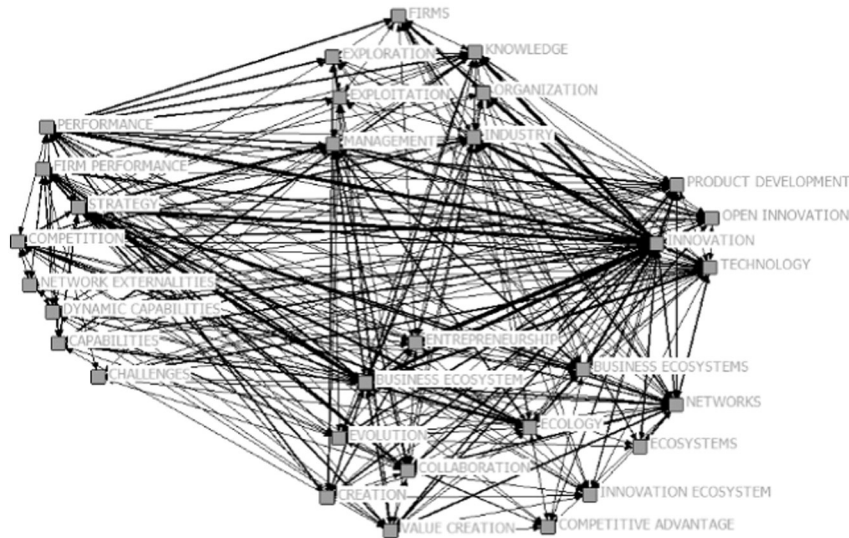 FIRMS
KNOWLEDGE
EXPLORATION
ORGANIZATION
EXPLOITATION
PERFORMANCE
INDUSTRY
MANAGEMENT
FIRM PERFORMANCE
PRODUCT DEVELOPMENT
STRATEGY
OPEN INNOVATION
COMPETITION
INNOVATION
TECHNOLOGY
NETWORK EXTERNALITIES
DYNAMIC CAPABILITIES
CAPABILITIES
ENTREPRENEURSHIP
BUSINESS ECOSYSTEMS
CHALLENGES
BUSINESS ECOSYSTEM
NETWORKS
ECOLOGY
EVOLUTION
ECOSYSTEMS
COLLABORATION
INNOVATION ECOSYSTEM
CREATION
COMPETITIVE ADVANTAGE
VALUE CREATION